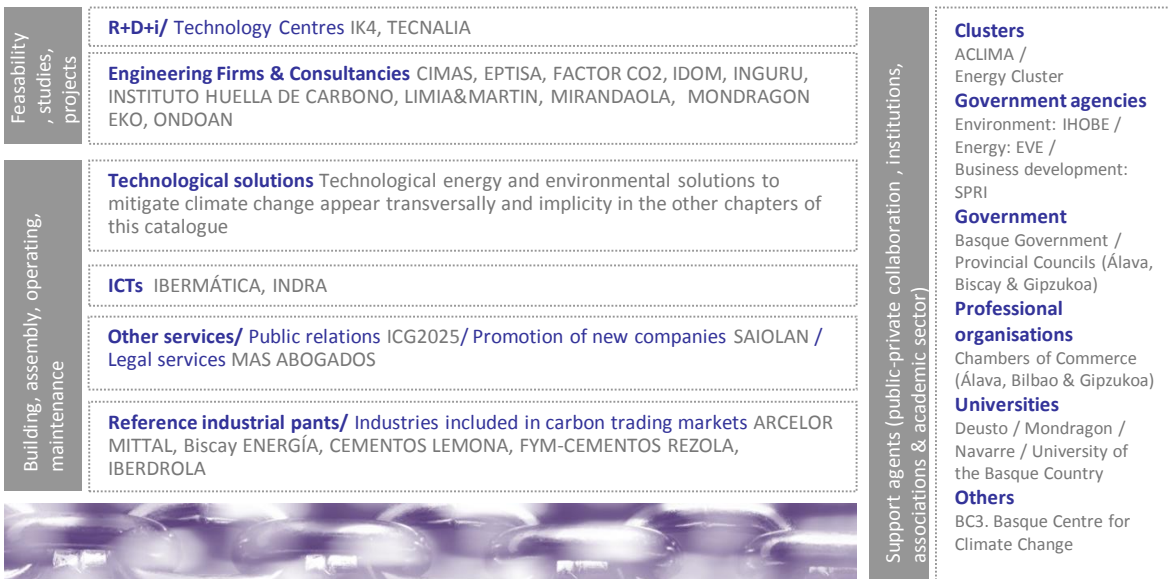 Feasability
, studies,
projects
R+D+i/ Technology Centres IK4, TECNALIA
Engineering Firms & Consultancies CIMAS, EPTISA, FACTOR CO2, IDOM, INGURU,
INSTITUTO HUELLA DE CARBONO, LIMIA&MARTIN, MIRANDAOLA, MONDRAGON
EKO, ONDOAN
Building, assembly, operating,
maintenance
Technological solutions Technological energy and environmental solutions to
mitigate climate change appear transversally and implicity in the other chapters of
this catalogue
ICTs IBERMÁTICA, INDRA
Other services/ Public relations ICG2025/ Promotion of new companies SAIOLAN /
Legal services MAS ABOGADOS
Reference industrial pants/ Industries included in carbon trading markets ARCELOR
MITTAL, Biscay ENERGÍA, CEMENTOS LEMONA, FYM-CEMENTOS REZOLA,
IBERDROLA
Support agents (public-private collaboration , institutions,
associations & academic sector)
Clusters
ACLIMA /
Energy Cluster
Government agencies
Environment: IHOBE /
Energy: EVE /
Business development:
SPRI
Government
Basque Government /
Provincial Councils (Álava,
Biscay & Gipzukoa)
Professional
organisations
Chambers of Commerce
(Álava, Bilbao & Gipzukoa)
Universities
Deusto / Mondragon /
Navarre / University of
the Basque Country
Others
BC3. Basque Centre for
Climate Change